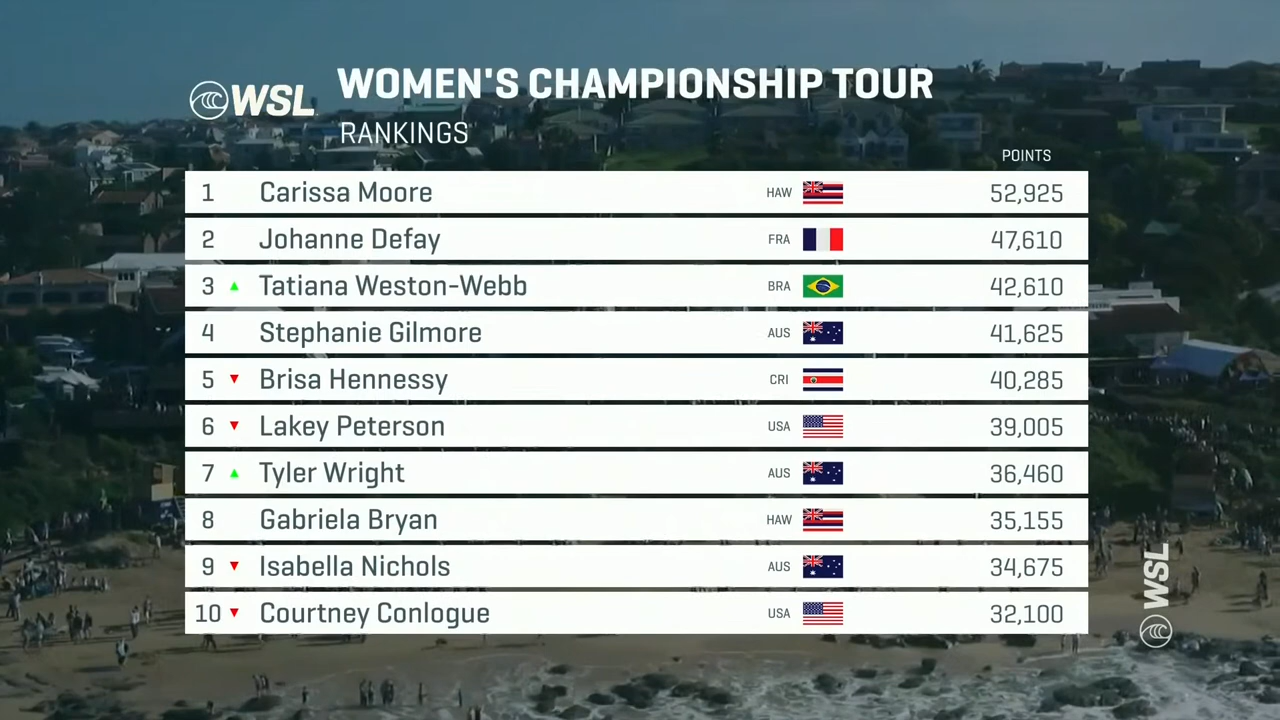 WSL WOMEN'S CHAMPIONSHIP TOUR
RANKINGS
POINTS
1 Carissa Moore HAW 52,925
2 Johanne Defay FRA 47,610
3 Tatiana Weston-Webb BRA 42,610
4 Stephanie Gilmore AUS 41,625
5 Brisa Hennessy CRI 40,285
6 Lakey Peterson USA 39,005
7 Tyler Wright AUS 36,460
8 Gabriela Bryan HAW 35,155
9 Isabella Nichols AUS 34,675
10 Courtney Conlogue USA 32,100
WSL